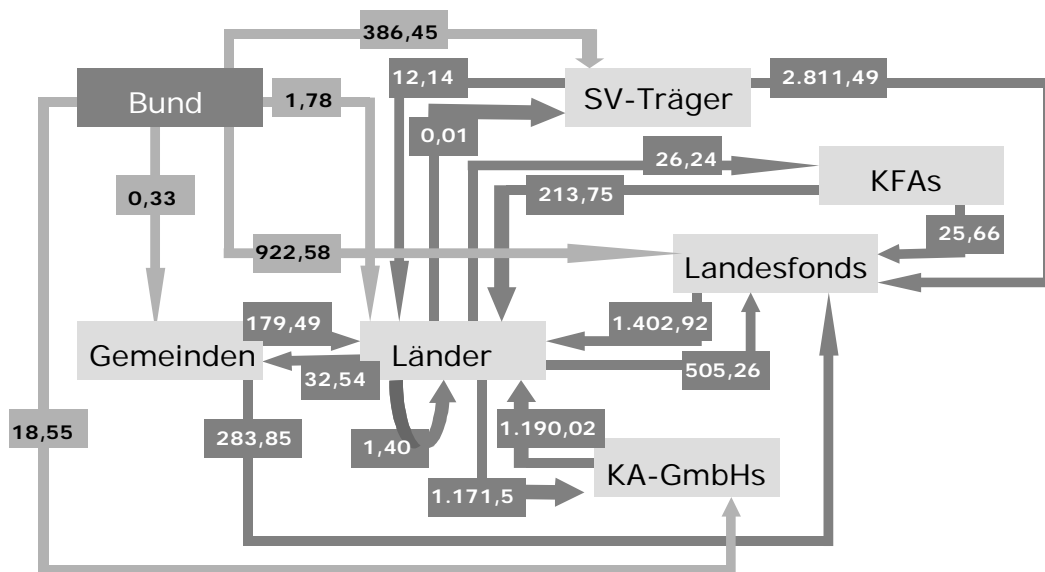 386,45
12,14
2.811,49
Bund
1,78
SV-Träger
0,01
26,24
KFAs
0,33
213,75
25,66
922,58
Landesfonds
179,49
1.402,92
Gemeinden
Länder
32,54
505,26
18,55
283,85
1,40
1.190,02
KA-GmbHs
1.171,5